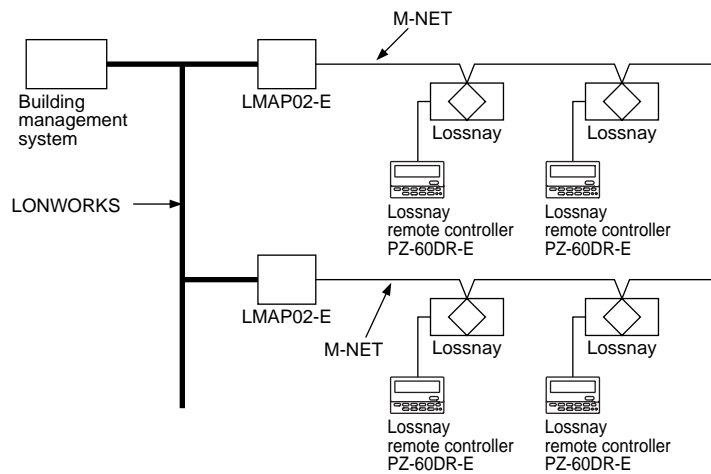 M-NET
Building
management
system
LMAP02-E
Lossnay
Lossnay
LONWORKS
Lossnay
remote controller
PZ-60DR-E
Lossnay
remote controller
PZ-60DR-E
LMAP02-E
M-NET
Lossnay
Lossnay
Lossnay
remote controller
PZ-60DR-E
Lossnay
remote controller
PZ-60DR-E